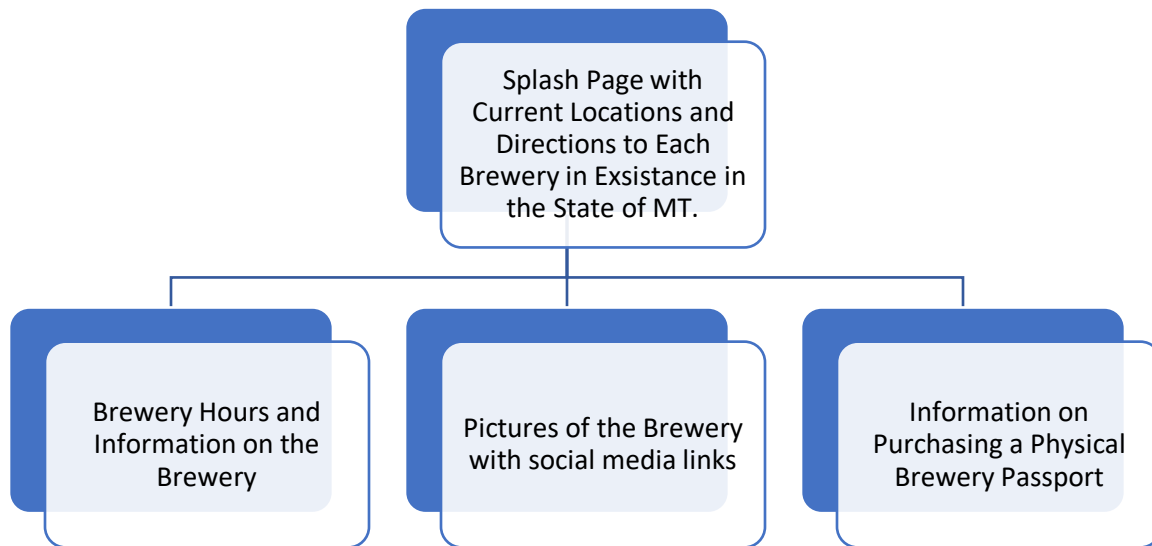 Splash Page with
Current Locations and
Directions to Each
Brewery in Exsistance in
the State of MT.
Brewery Hours and
Information on the
Brewery
Pictures of the Brewery
with social media links
Information on
Purchasing a Physical
Brewery Passport